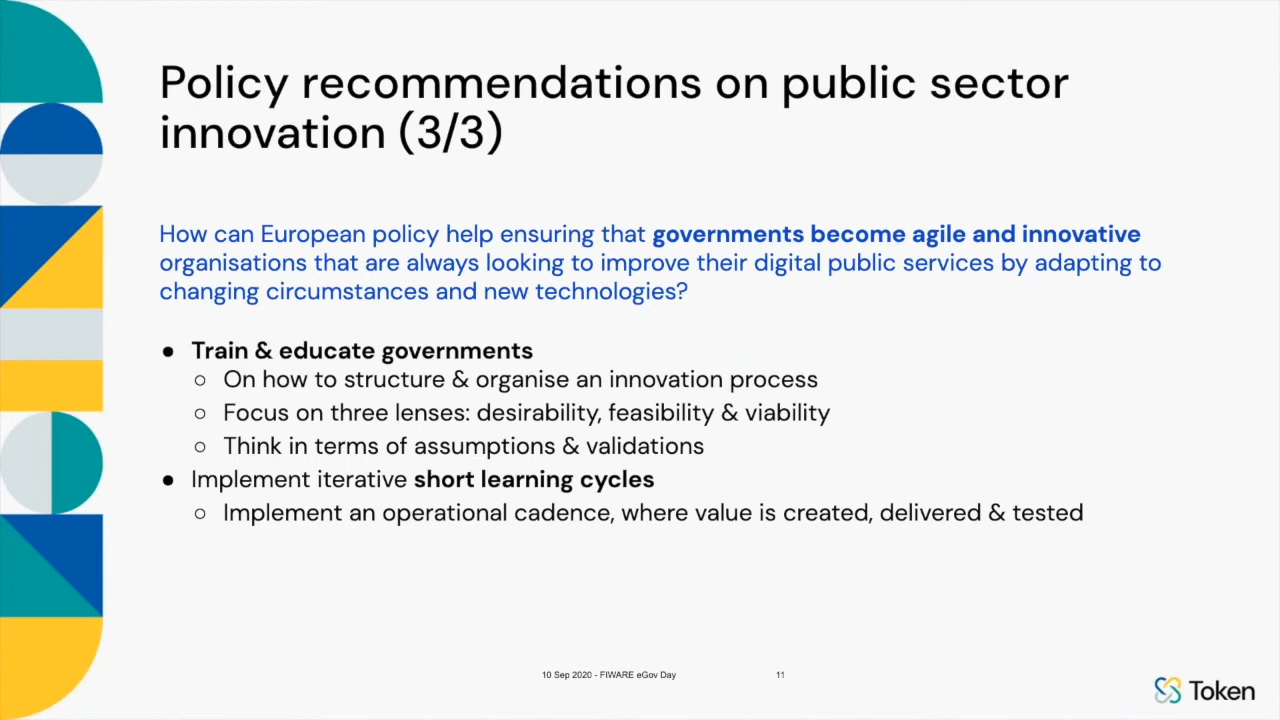 Policy recommendations on public sector
innovation (3/3)
How can European policy help ensuring that governments become agile and innovative
organisations that are always looking to improve their digital public services by adapting to
changing circumstances and new technologies?
● Train & educate governments
○ On how to structure & organise an innovation process
○ Focus on three lenses: desirability, feasibility & viability
○ Think in terms of assumptions & validations
● Implement iterative short learning cycles
○ Implement an operational cadence, where value is created, delivered & tested
10 Sep 2020 - FIWARE eGov Day 11
Token